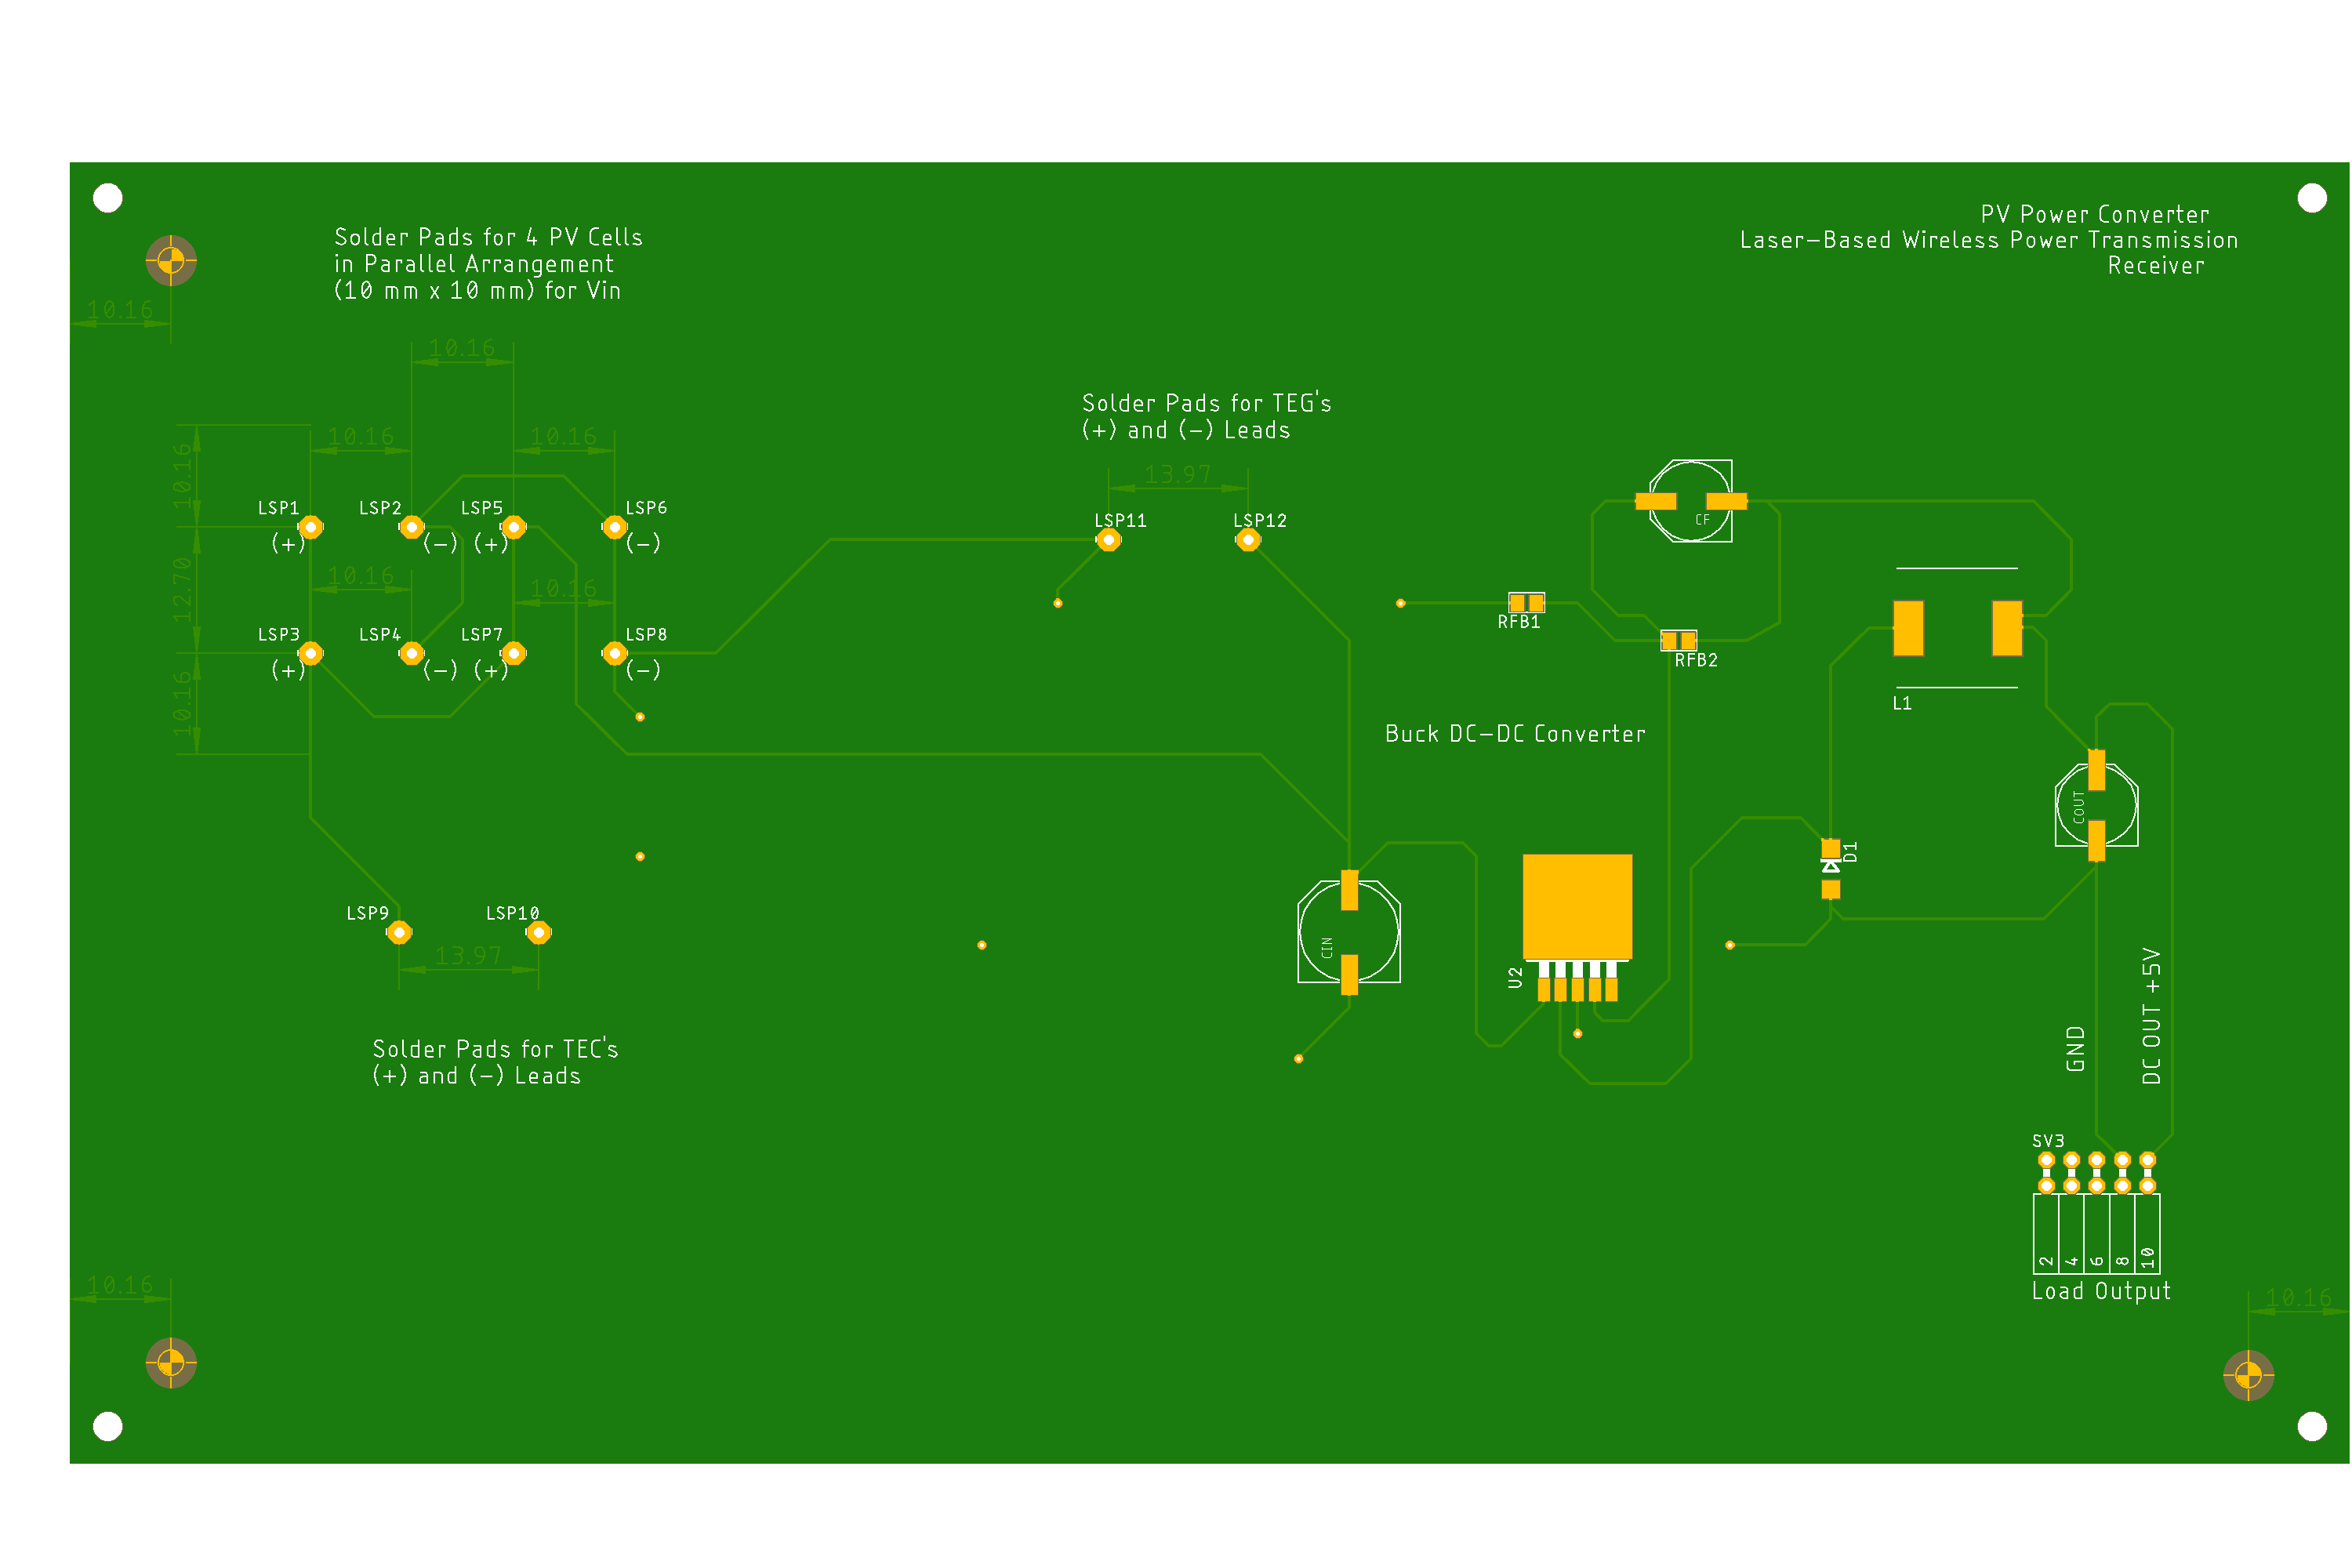 PV Power Converter
Laser-Based Wireless Power Transmission
Receiver
Solder Pads for 4 PV Cells
in Parallel Arrangement
(10 mm x 10 mm) for Vin
10.16
10.16
Solder Pads for TEG's
(+) and (-) Leads
10.16
10.16
10.16
13.97
LSP1
LSP2
LSP5
LSP6
LSP11
LSP12
CF
(+)
(-)
(+)
(-)
12.70
10.16
10.16
RFB1
LSP3
LSP4
LSP7
LSP8
RFB2
(+)
(-)
(+)
(-)
10.16
L1
Buck DC-DC Converter
COUT
D1
LSP9
LSP10
CIN
13.97
U2
Solder Pads for TEC's
(+) and (-) Leads
GND
DC OUT +5V
SV3
2
4
6
8
10
Load Output
10.16
10.16